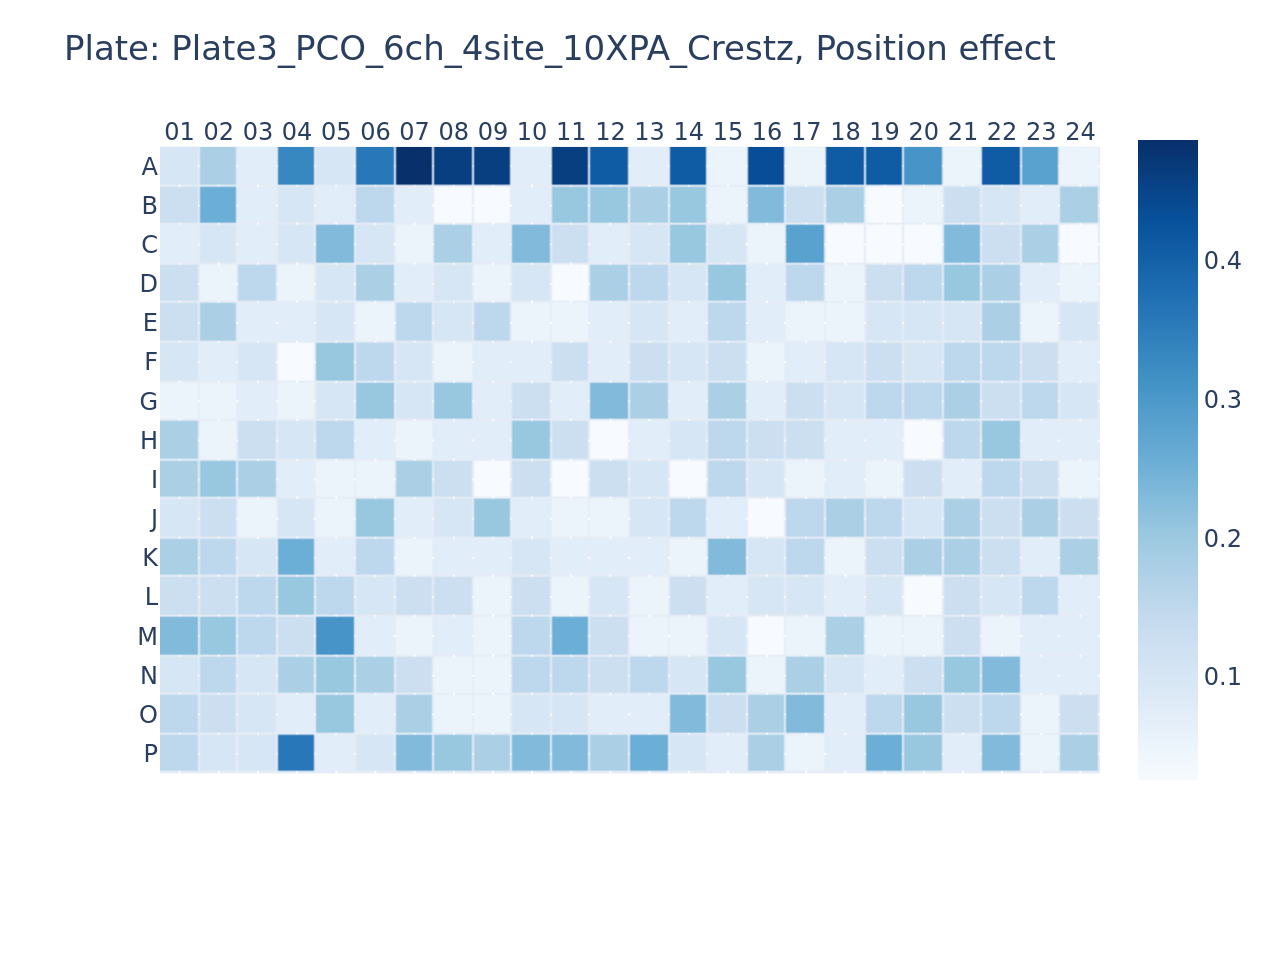 Plate: Plate3_PCO_6ch_4site_10XPA_Crestz, Position effect
01 02 03 04 05 06 07 08 09 10 11 12 13 14 15 16 17 18 19 20 21 22 23 24
A
B
C
D
E
F
G
H
I
J
K
L
M
N
O
P
0.4
0.3
0.2
0.1